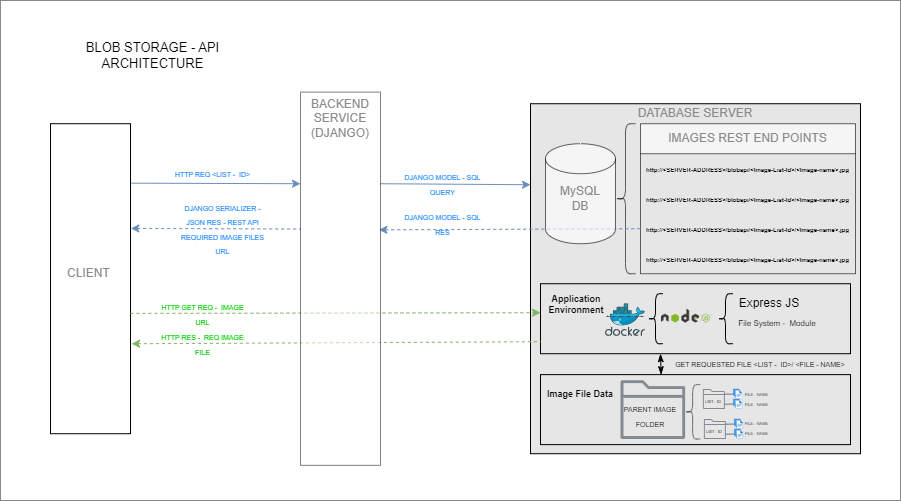 BLOB STORAGE - API
ARCHITECTURE
BACKEND
SERVICE
(DJANGO)
DATABASE SERVER
IMAGES REST END POINTS
HTTP REQ <LIST - ID>
DJANGO MODEL - SQL
QUERY
MySQL
DB
http://<SERVER-ADDRESS>/blobapi/<Image-List-Id>/<Image-name>.jpg
http://<SERVER-ADDRESS>/blobapi/<Image-List-Id>/<Image-name>.jpg
http://<SERVER-ADDRESS>/blobapi/<Image-List-Id>/<Image-name>.jpg
http://<SERVER-ADDRESS>/blobapi/<Image-List-Id>/<Image-name>.jpg
DJANGO SERIALIZER -
JSON RES - REST API
REQUIRED IMAGE FILES
URL
DJANGO MODEL - SQL
RES
CLIENT
HTTP GET REQ - IMAGE
URL
HTTP RES - REQ IMAGE
FILE
Application
Environment
docker
node
JS
Express JS
File System - Module
GET REQUESTED FILE <LIST - ID>/ <FILE - NAME>
Image File Data
PARENT IMAGE
FOLDER
LIST - ID
FILE - NAME
FILE - NAME
LIST - ID
FILE - NAME
FILE - NAME